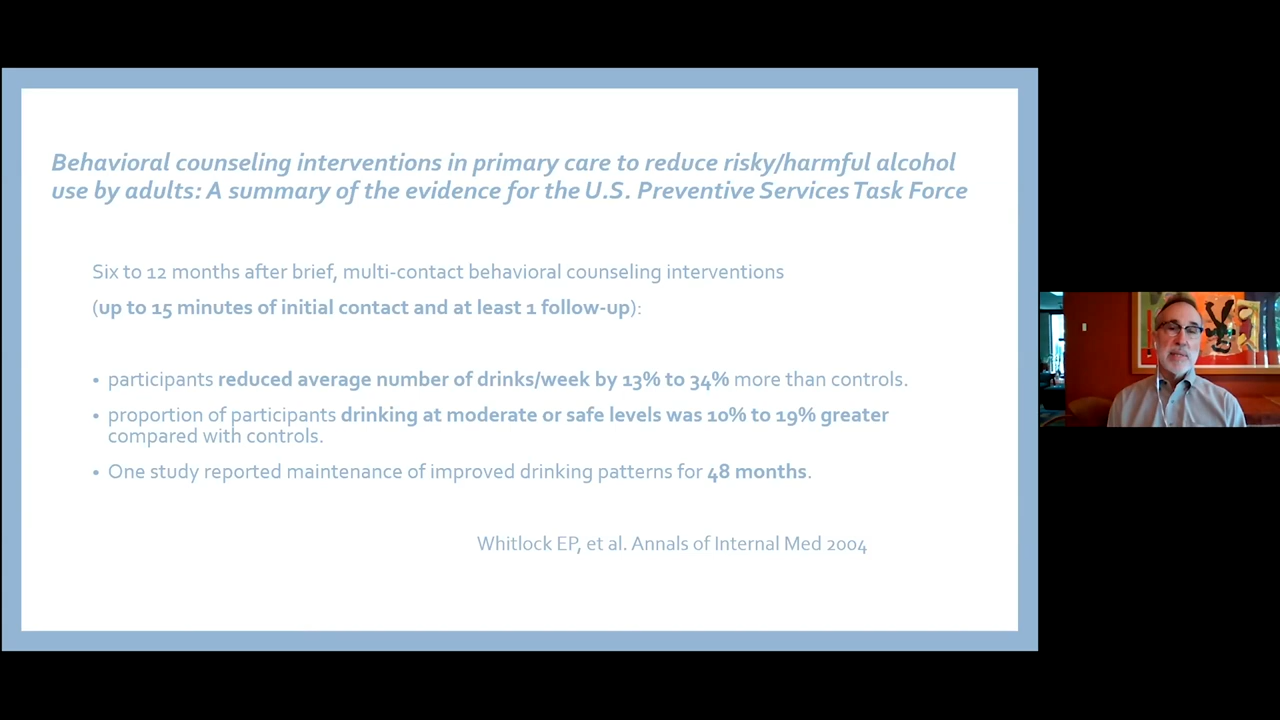 Behavioral counseling interventions in primary care to reduce risky/harmful alcohol
use by adults: A summary of the evidence for the U.S. Preventive Services Task Force
Six to 12 months after brief, multi-contact behavioral counseling interventions
(up to 15 minutes of initial contact and at least 1 follow-up):
• participants reduced average number of drinks/week by 13% to 34% more than controls.
• proportion of participants drinking at moderate or safe levels was 10% to 19% greater
compared with controls.
• One study reported maintenance of improved drinking patterns for 48 months.
Whitlock EP, et al. Annals of Internal Med 2004